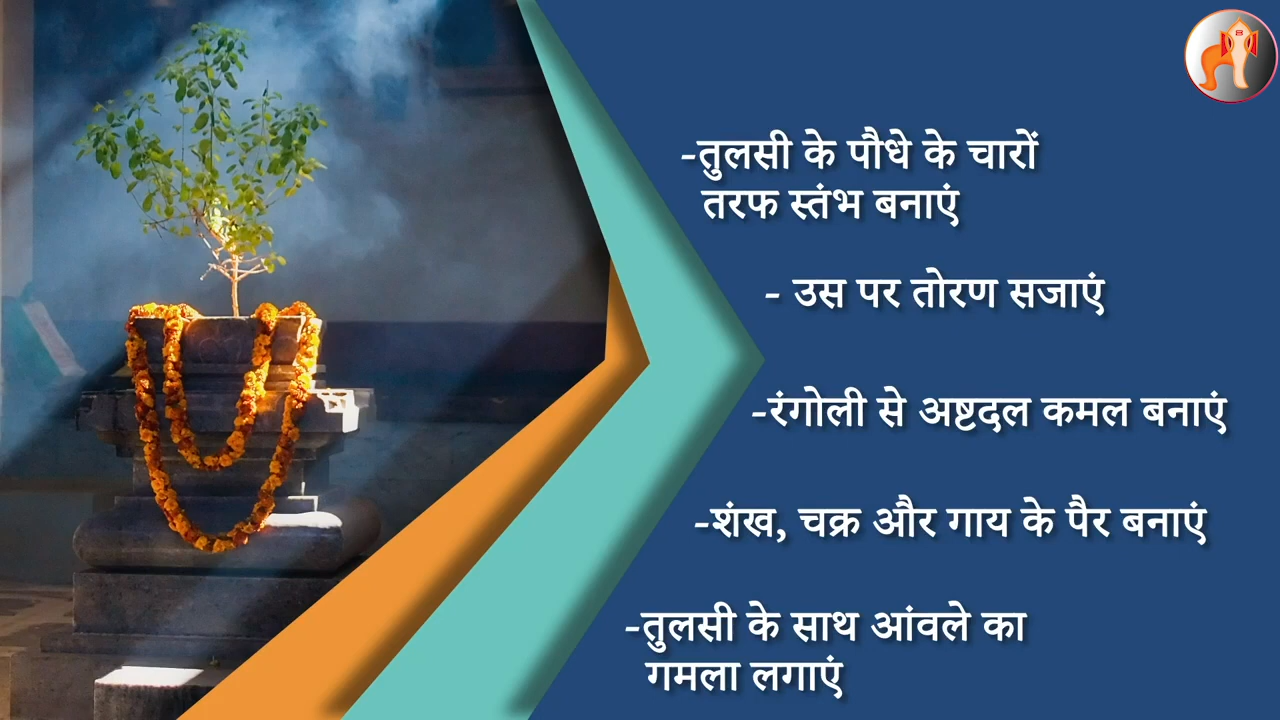 -तुलसी के पौधे के चारों
तरफ स्तंभ बनाएं
- उस पर तोरण सजाएं
-रंगोली से अष्टदल कमल बनाएं
-शंख, चक्र और गाय के पैर बनाएं
-तुलसी के साथ आंवले का
गमला लगाएं